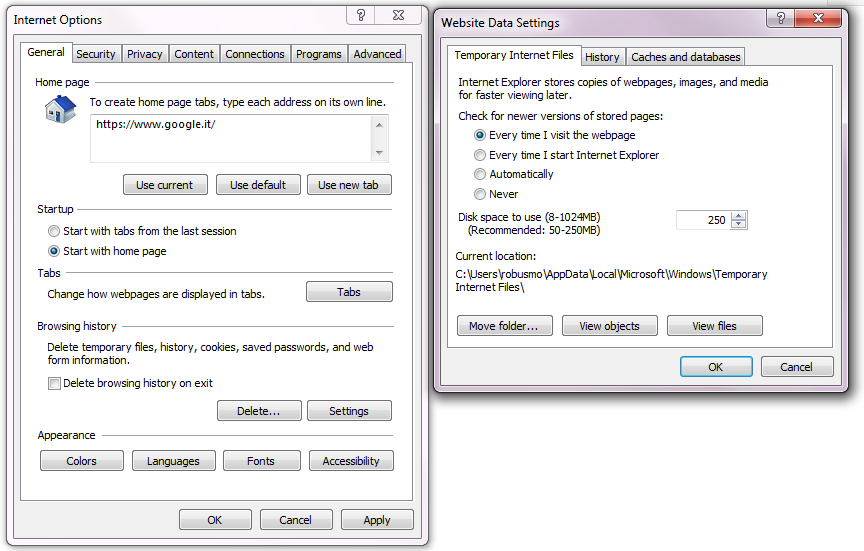 Internet Options
General Security Privacy Content Connections Programs Advanced
Home page
To create home page tabs, type each address on its own line.
https://www.google.it/
Use current Use default Use new tab
Startup
Start with tabs from the last session
Start with home page
Tabs
Change how webpages are displayed in tabs. Tabs
Browsing history
Delete temporary files, history, cookies, saved passwords, and web
form information.
Delete browsing history on exit
Delete... Settings
Appearance
Colors Languages Fonts Accessibility
OK Cancel Apply
Website Data Settings
Temporary Internet Files History Caches and databases
Internet Explorer stores copies of webpages, images, and media
for faster viewing later.
Check for newer versions of stored pages:
Every time I visit the webpage
Every time I start Internet Explorer
Automatically
Never
Disk space to use (8-1024MB) 250
(Recommended: 50-250MB)
Current location:
C:\Users\robusmo\AppData\Local\Microsoft\Windows\Temporary
Internet Files\
Move folder... View objects View files
OK Cancel